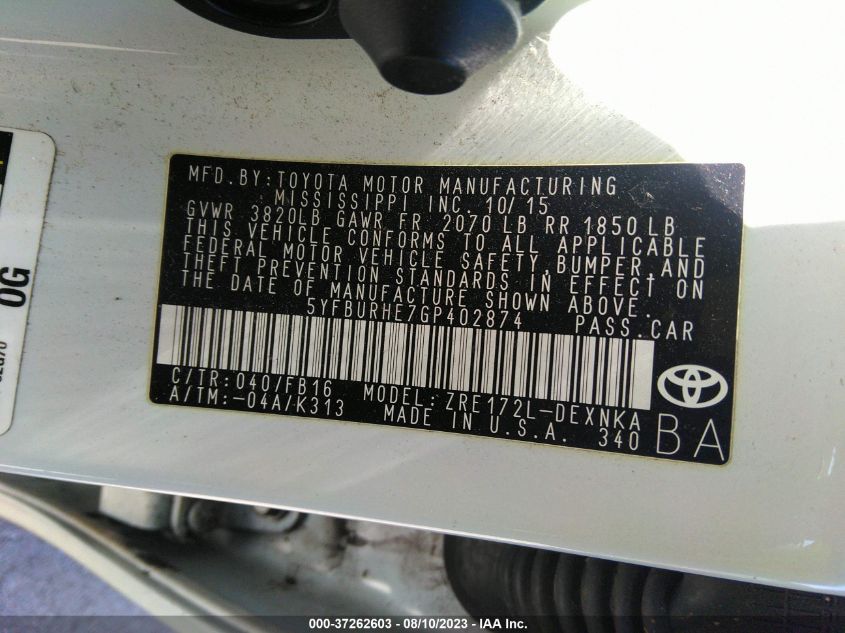 MFD. BY: TOYOTA MOTOR MANUFACTURING
MISSISSIPPI INC. 10/15
GVWR 3820LB GAWR FR 2070 LB RR 1850 LB
THIS VEHICLE CONFORMS TO ALL APPLICABLE
FEDERAL MOTOR VEHICLE SAFETY, BUMPER, AND
THEFT PREVENTION STANDARDS IN EFFECT ON
THE DATE OF MANUFACTURE SHOWN ABOVE.
5YFBURHE7GP402874 PASS. CAR
C/TR: 040/FB16 MODEL: ZRE172L-DEXNKA
A/TM: -04A/K313 MADE IN U.S.A. 340
BA
OG
000-37262603 - 08/10/2023 - IAA Inc.